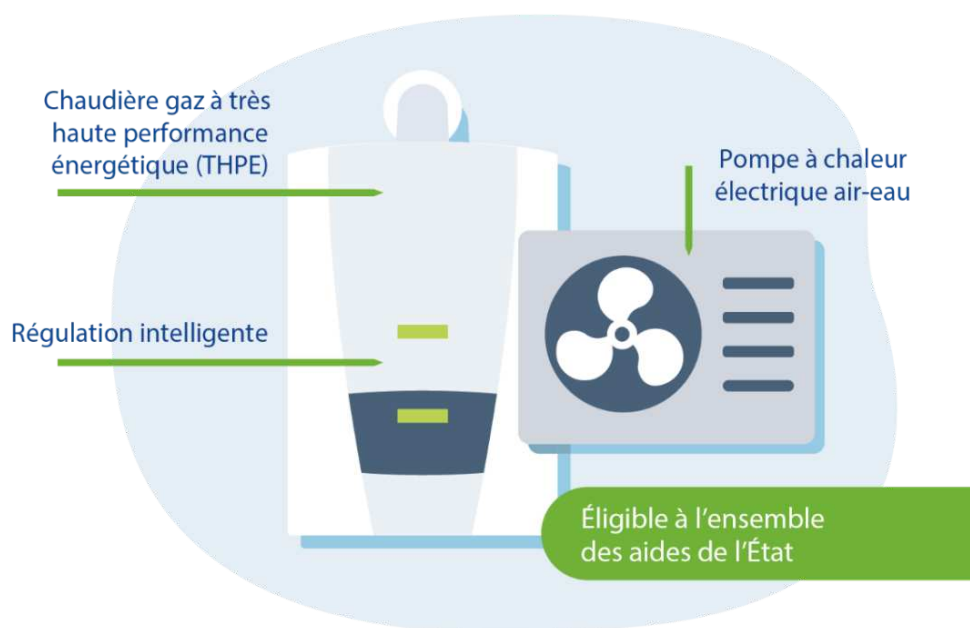 Chaudière gaz à très
haute performance
énergétique (THPE)
Pompe à chaleur
électrique air-eau
Régulation intelligente
Éligible à l'ensemble
des aides de l'État